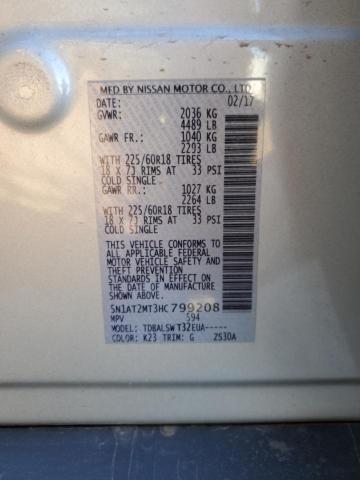 MFD BY NISSAN MOTOR CO., LTD
DATE: 02/17
GVWR: 2036 KG
4489 LB
GAWR FR.: 1040 KG
2293 LB
WITH 225/60R18 TIRES
18 X 7J RIMS AT 33 PSI
COLD SINGLE
GAWR RR.: 1027 KG
2264 LB
WITH 225/60R18 TIRES
18 X 7J RIMS AT 33 PSI
COLD SINGLE
THIS VEHICLE CONFORMS TO
ALL APPLICABLE FEDERAL
MOTOR VEHICLE SAFETY AND
THEFT PREVENTION
STANDARDS IN EFFECT ON
THE DATE OF MANUFACTURE
SHOWN ABOVE.
5N1AT2MT3HC799208
MPV 594
MODEL: TDBALSWT32EUA-----
COLOR: K23 TRIM: G 2530A